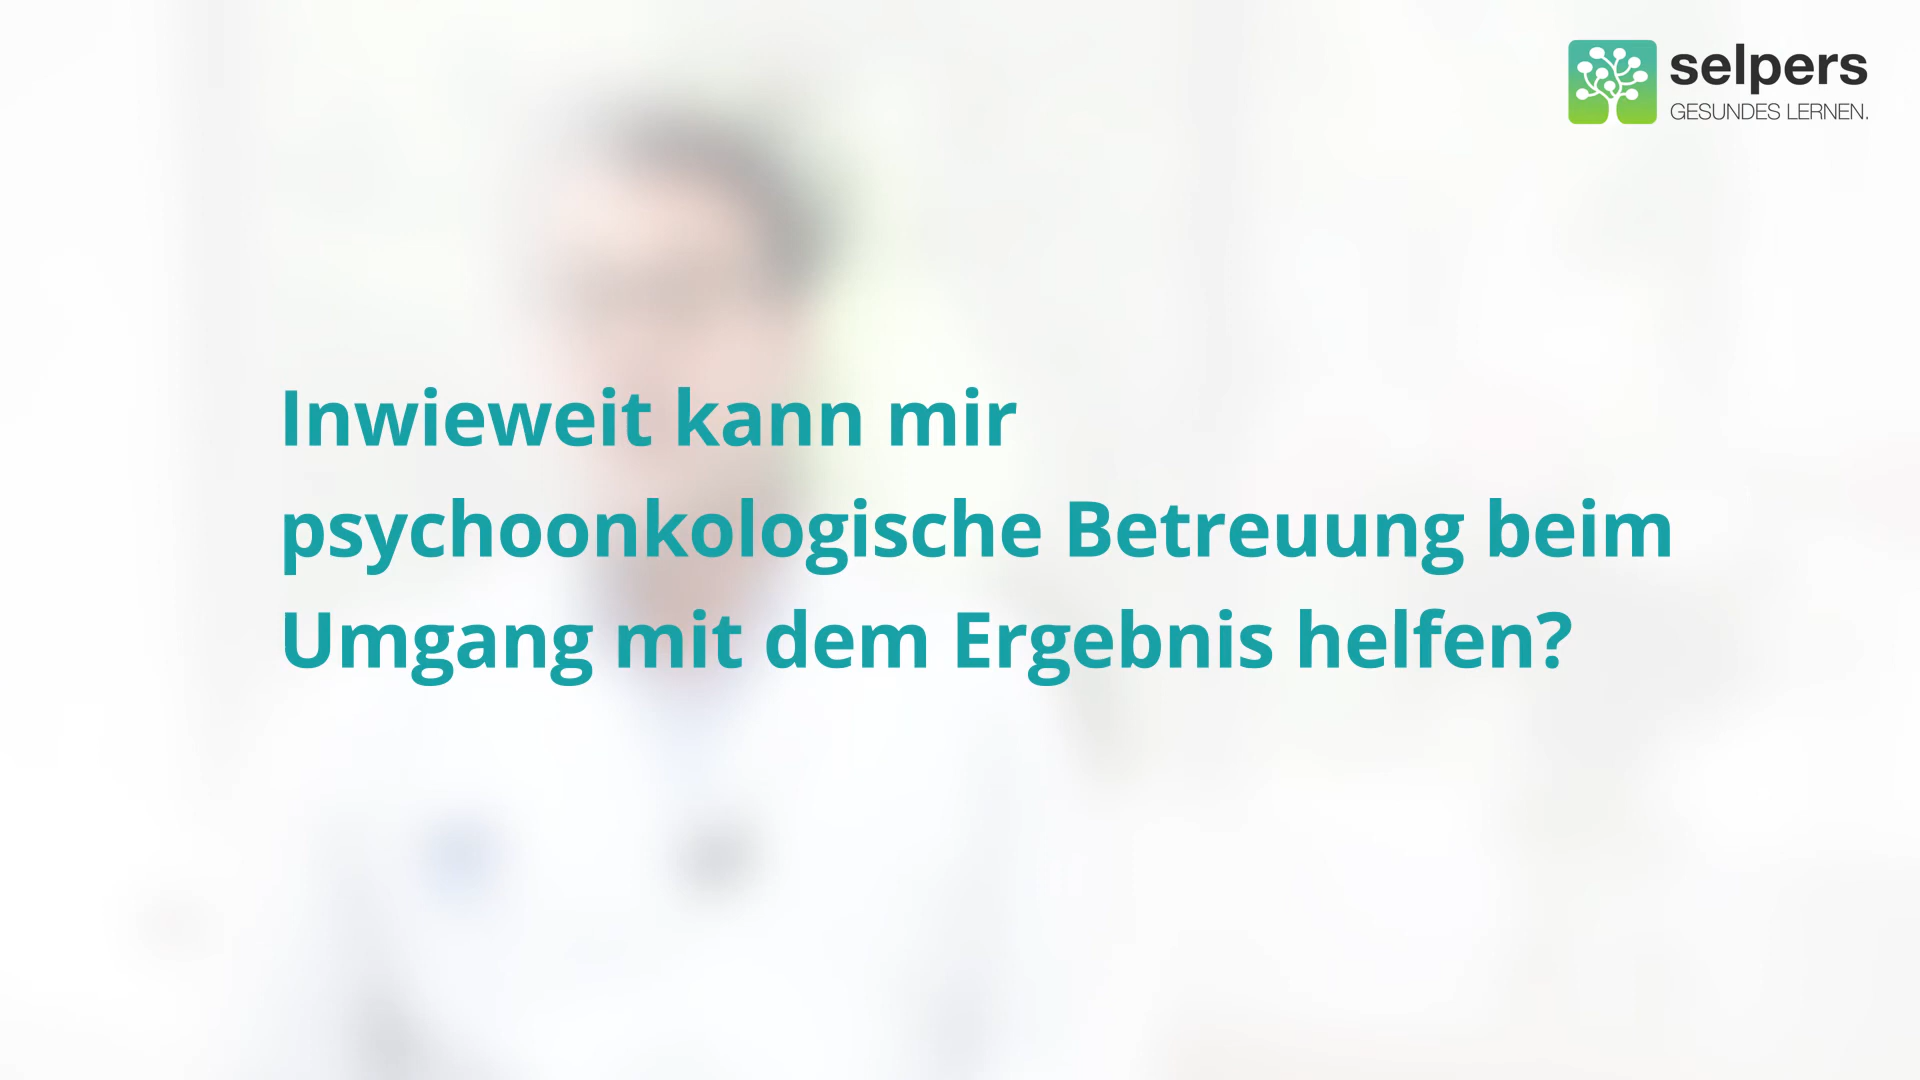 selpers
GESUNDES LERNEN.
Inwieweit kann mir
psychoonkologische Betreuung beim
Umgang mit dem Ergebnis helfen?